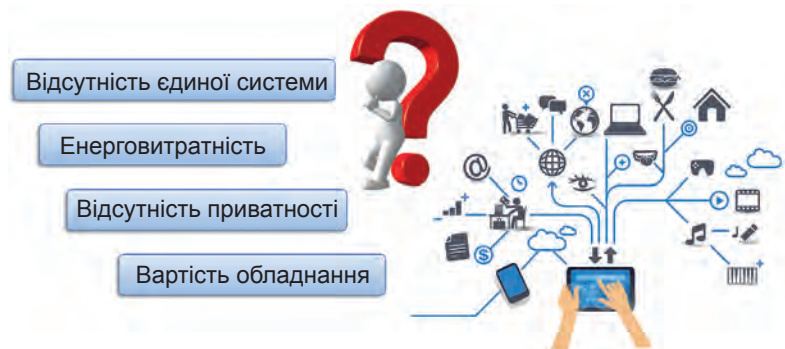 Відсутність єдиної системи
Енерговитратність
Відсутність приватності
Вартість обладнання